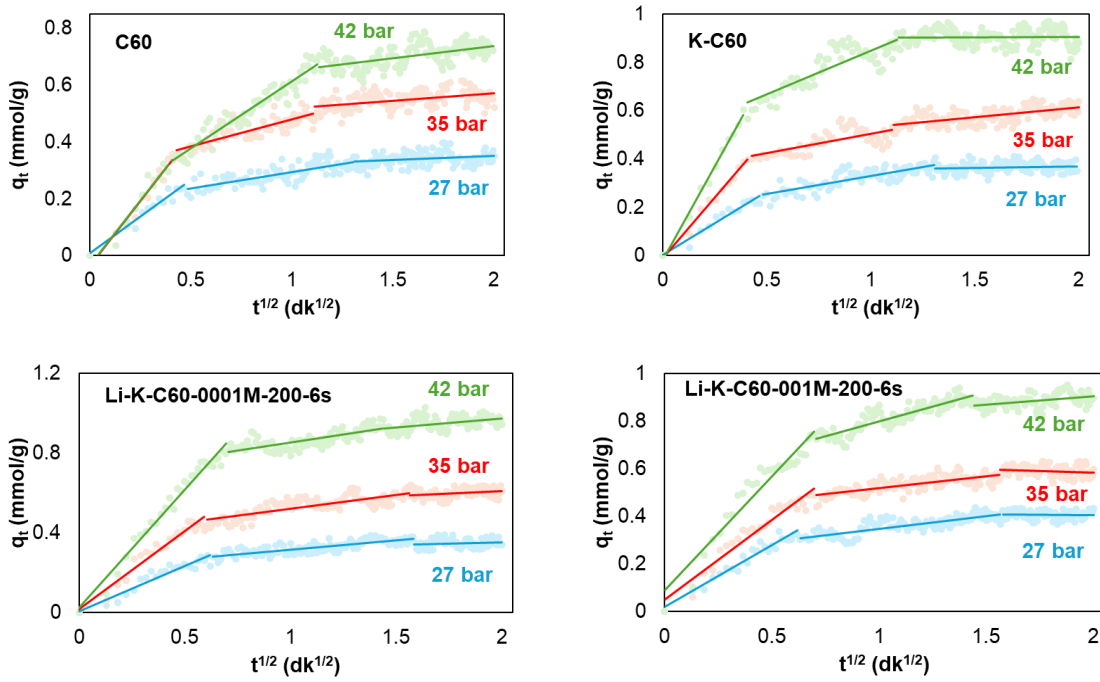 C60
42 bar
35 bar
27 bar
qt (mmol/g)
0.8
0.6
0.4
0.2
0
0 0.5 1 1.5 2
t1/2 (dk1/2)
K-C60
42 bar
35 bar
27 bar
qt (mmol/g)
1
0.8
0.6
0.4
0.2
0
0 0.5 1 1.5 2
t1/2 (dk1/2)
Li-K-C60-0001M-200-6s
42 bar
35 bar
27 bar
qt (mmol/g)
1.2
0.8
0.4
0
0 0.5 1 1.5 2
t1/2 (dk1/2)
Li-K-C60-001M-200-6s
42 bar
35 bar
27 bar
qt (mmol/g)
1
0.8
0.6
0.4
0.2
0
0 0.5 1 1.5 2
t1/2 (dk1/2)